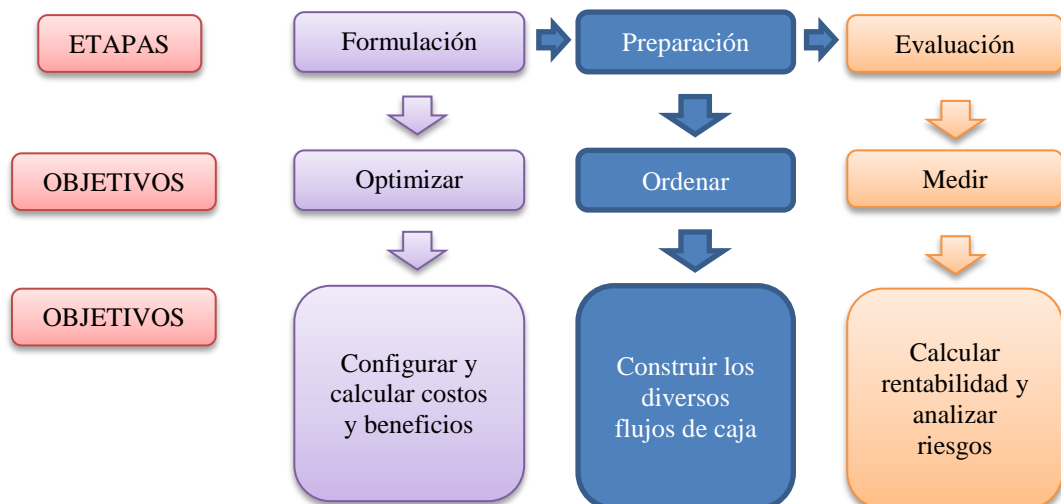 ETAPAS
Formulación
Preparación
Evaluación
OBJETIVOS
Optimizar
Ordenar
Medir
OBJETIVOS
Configurar y
calcular costos
y beneficios
Construir los
diversos
flujos de caja
Calcular
rentabilidad y
analizar
riesgos